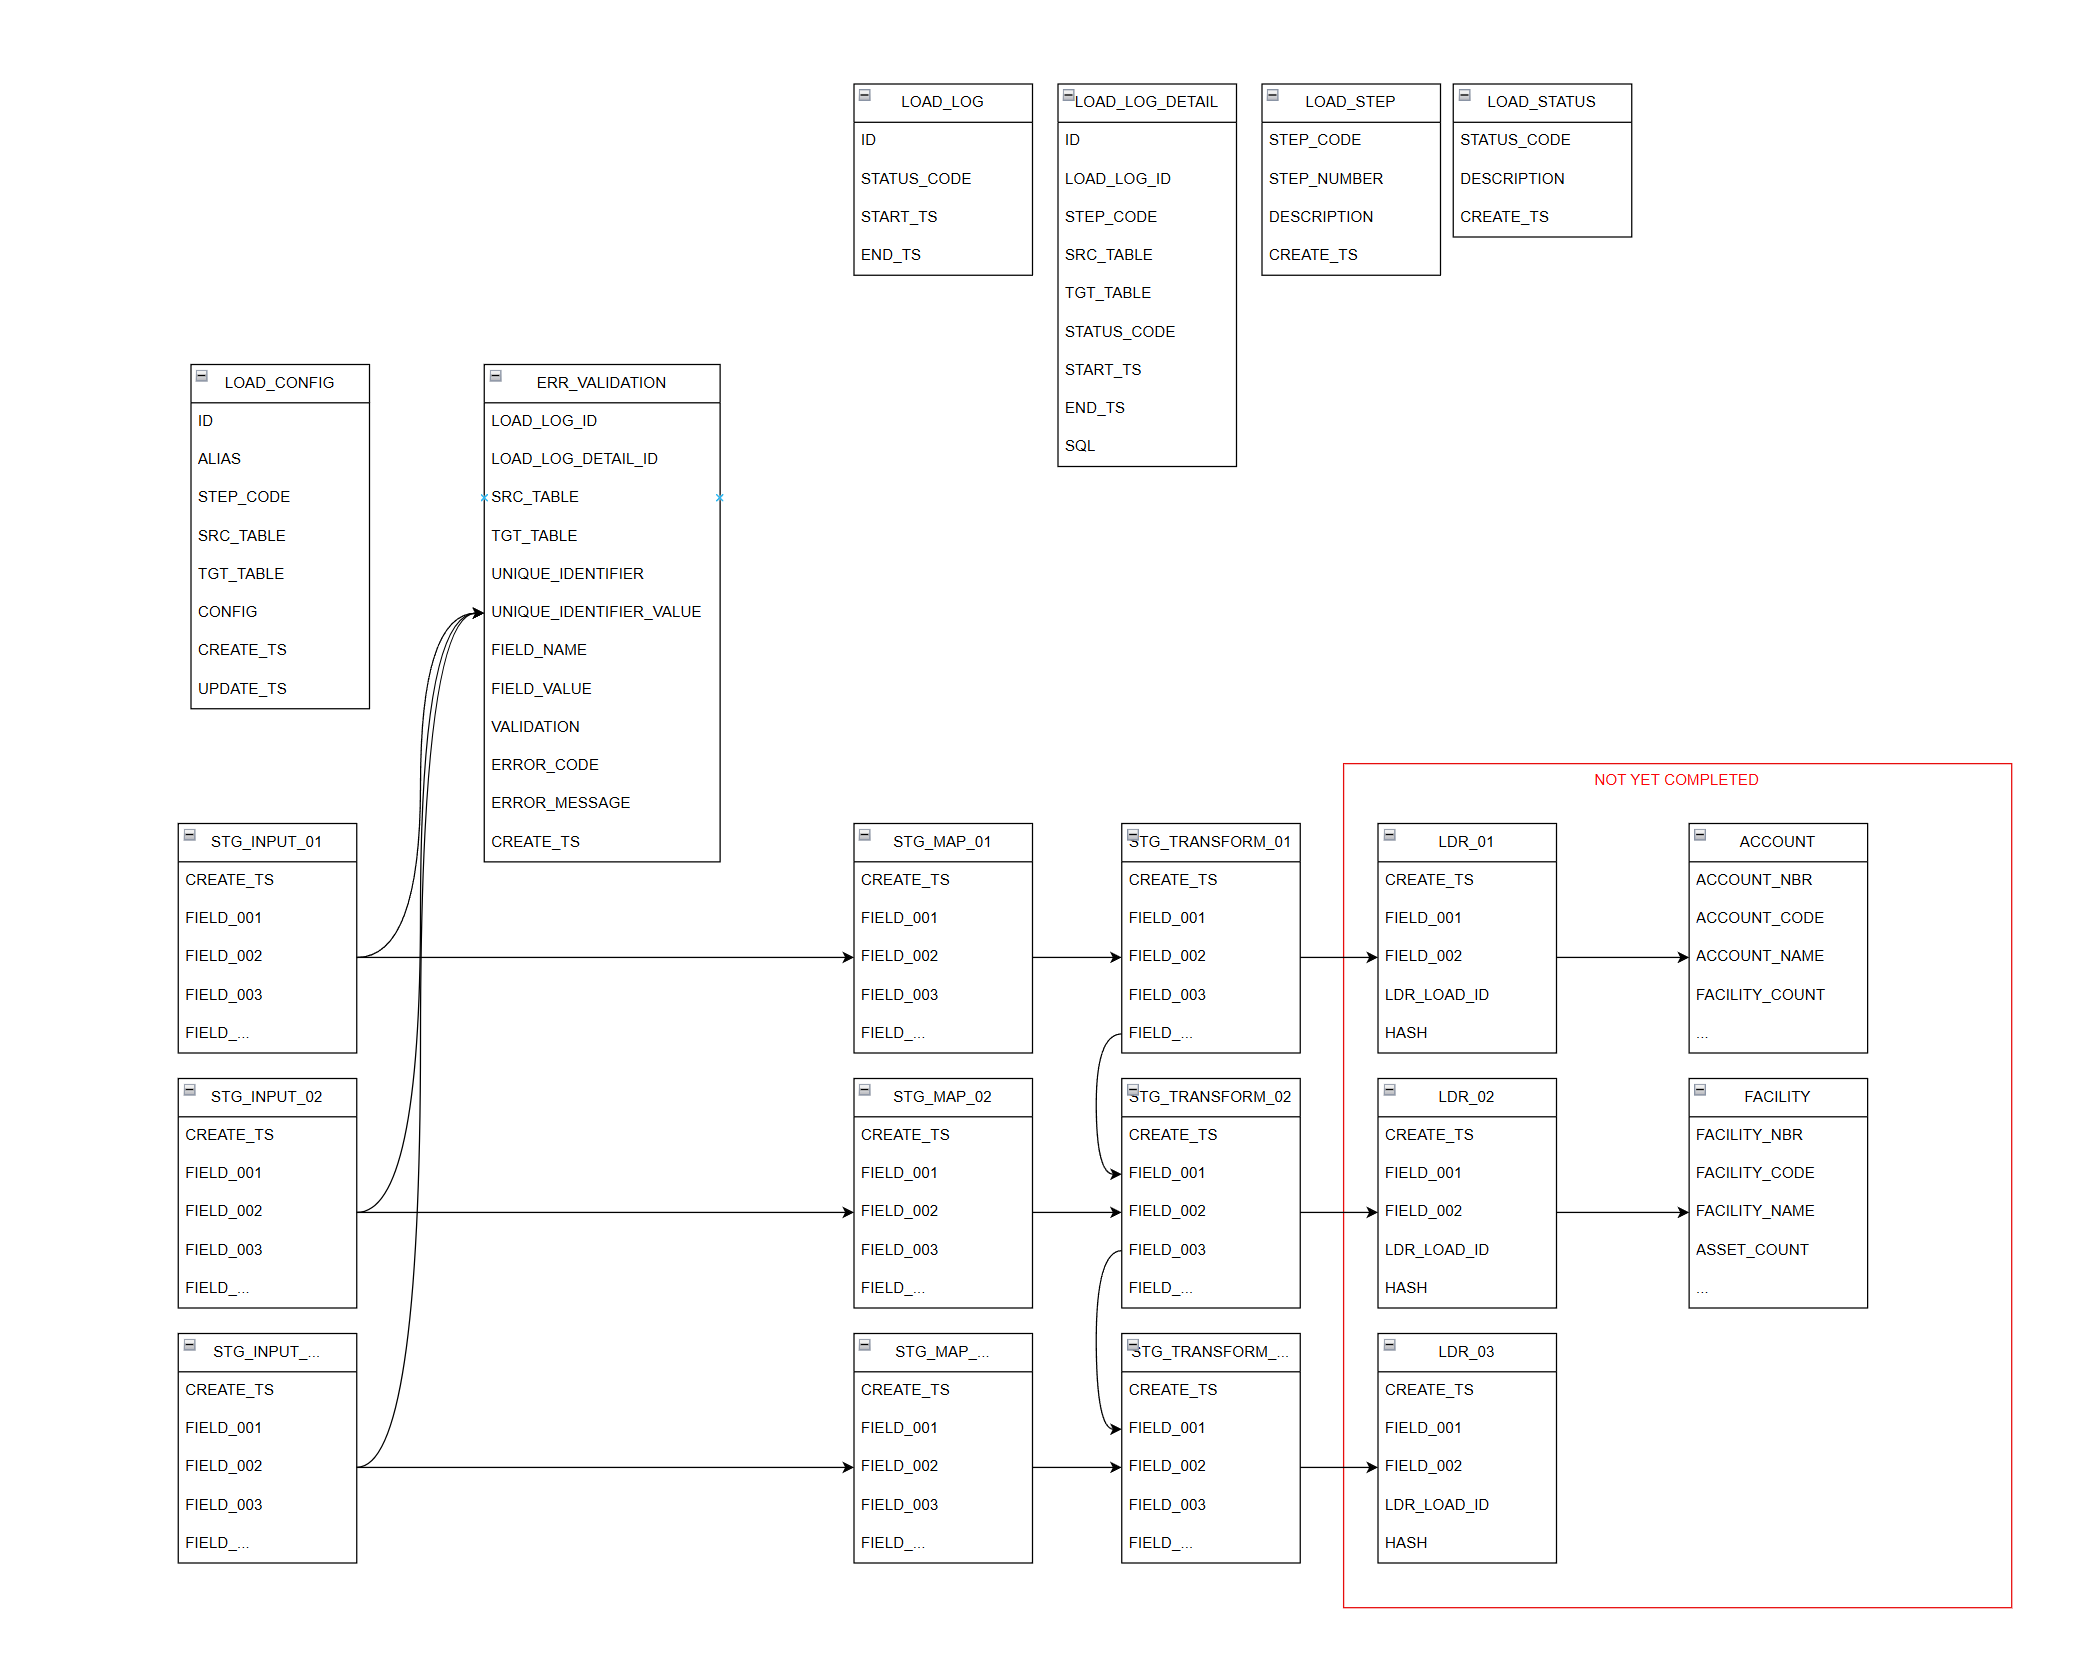 LOAD_LOG
ID
STATUS_CODE
START_TS
END_TS
LOAD_LOG_DETAIL
ID
LOAD_LOG_ID
STEP_CODE
SRC_TABLE
TGT_TABLE
STATUS_CODE
START_TS
END_TS
SQL
LOAD_STEP
STEP_CODE
STEP_NUMBER
DESCRIPTION
CREATE_TS
LOAD_STATUS
STATUS_CODE
DESCRIPTION
CREATE_TS
LOAD_CONFIG
ID
ALIAS
STEP_CODE
SRC_TABLE
TGT_TABLE
CONFIG
CREATE_TS
UPDATE_TS
ERR_VALIDATION
LOAD_LOG_ID
LOAD_LOG_DETAIL_ID
SRC_TABLE
TGT_TABLE
UNIQUE_IDENTIFIER
UNIQUE_IDENTIFIER_VALUE
FIELD_NAME
FIELD_VALUE
VALIDATION
ERROR_CODE
ERROR_MESSAGE
CREATE_TS
NOT YET COMPLETED
STG_INPUT_01
CREATE_TS
FIELD_001
FIELD_002
FIELD_003
FIELD_...
STG_MAP_01
CREATE_TS
FIELD_001
FIELD_002
FIELD_003
FIELD_...
STG_TRANSFORM_01
CREATE_TS
FIELD_001
FIELD_002
FIELD_003
FIELD_...
LDR_01
CREATE_TS
FIELD_001
FIELD_002
LDR_LOAD_ID
HASH
ACCOUNT
ACCOUNT_NBR
ACCOUNT_CODE
ACCOUNT_NAME
FACILITY_COUNT
...
STG_INPUT_02
CREATE_TS
FIELD_001
FIELD_002
FIELD_003
FIELD_...
STG_MAP_02
CREATE_TS
FIELD_001
FIELD_002
FIELD_003
FIELD_...
STG_TRANSFORM_02
CREATE_TS
FIELD_001
FIELD_002
FIELD_003
FIELD_...
LDR_02
CREATE_TS
FIELD_001
FIELD_002
LDR_LOAD_ID
HASH
FACILITY
FACILITY_NBR
FACILITY_CODE
FACILITY_NAME
ASSET_COUNT
...
STG_INPUT_...
CREATE_TS
FIELD_001
FIELD_002
FIELD_003
FIELD_...
STG_MAP_...
CREATE_TS
FIELD_001
FIELD_002
FIELD_003
FIELD_...
STG_TRANSFORM_...
CREATE_TS
FIELD_001
FIELD_002
FIELD_003
FIELD_...
LDR_03
CREATE_TS
FIELD_001
FIELD_002
LDR_LOAD_ID
HASH